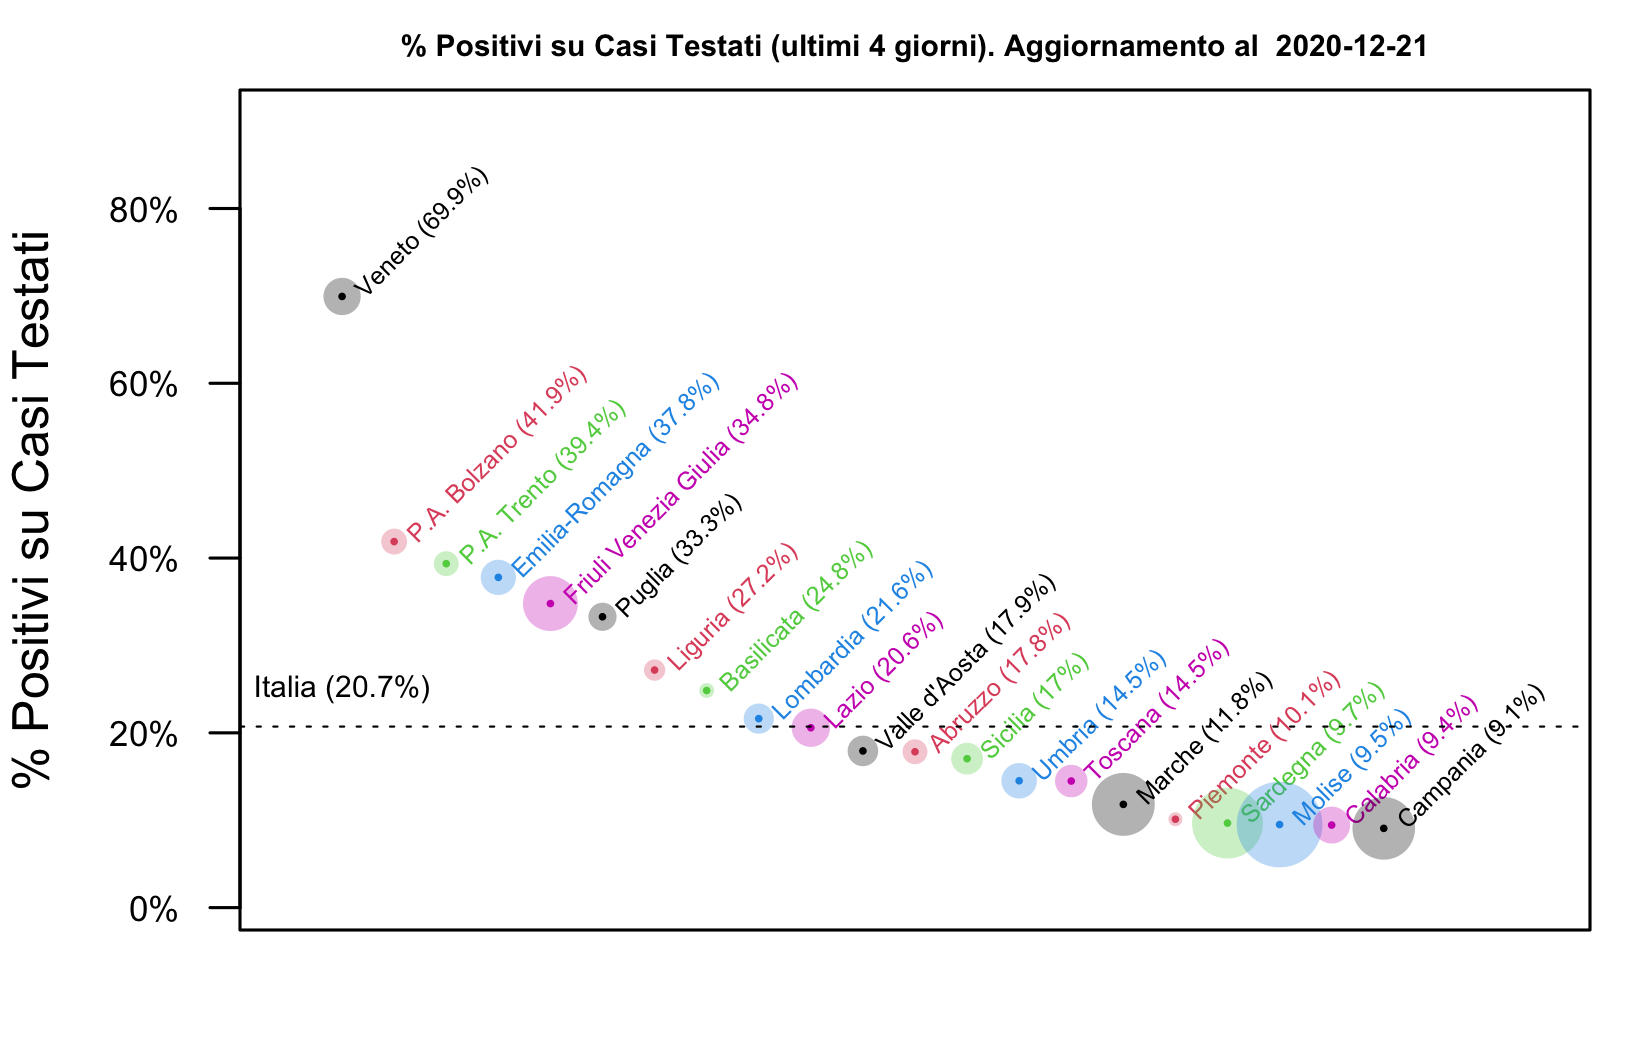 % Positivi su Casi Testati (ultimi 4 giorni). Aggiornamento al  2020-12-21
% Positivi su Casi Testati
80%
60%
40%
20%
0%
Italia (20.7%)
Veneto (69.9%)
P.A. Bolzano (41.9%)
P.A. Trento (39.4%)
Emilia-Romagna (37.8%)
Friuli Venezia Giulia (34.8%)
Puglia (33.3%)
Liguria (27.2%)
Basilicata (24.8%)
Lombardia (21.6%)
Lazio (20.6%)
Valle d'Aosta (17.9%)
Abruzzo (17.8%)
Sicilia (17%)
Umbria (14.5%)
Toscana (14.5%)
Marche (11.8%)
Piemonte (10.1%)
Sardegna (9.7%)
Molise (9.5%)
Calabria (9.4%)
Campania (9.1%)